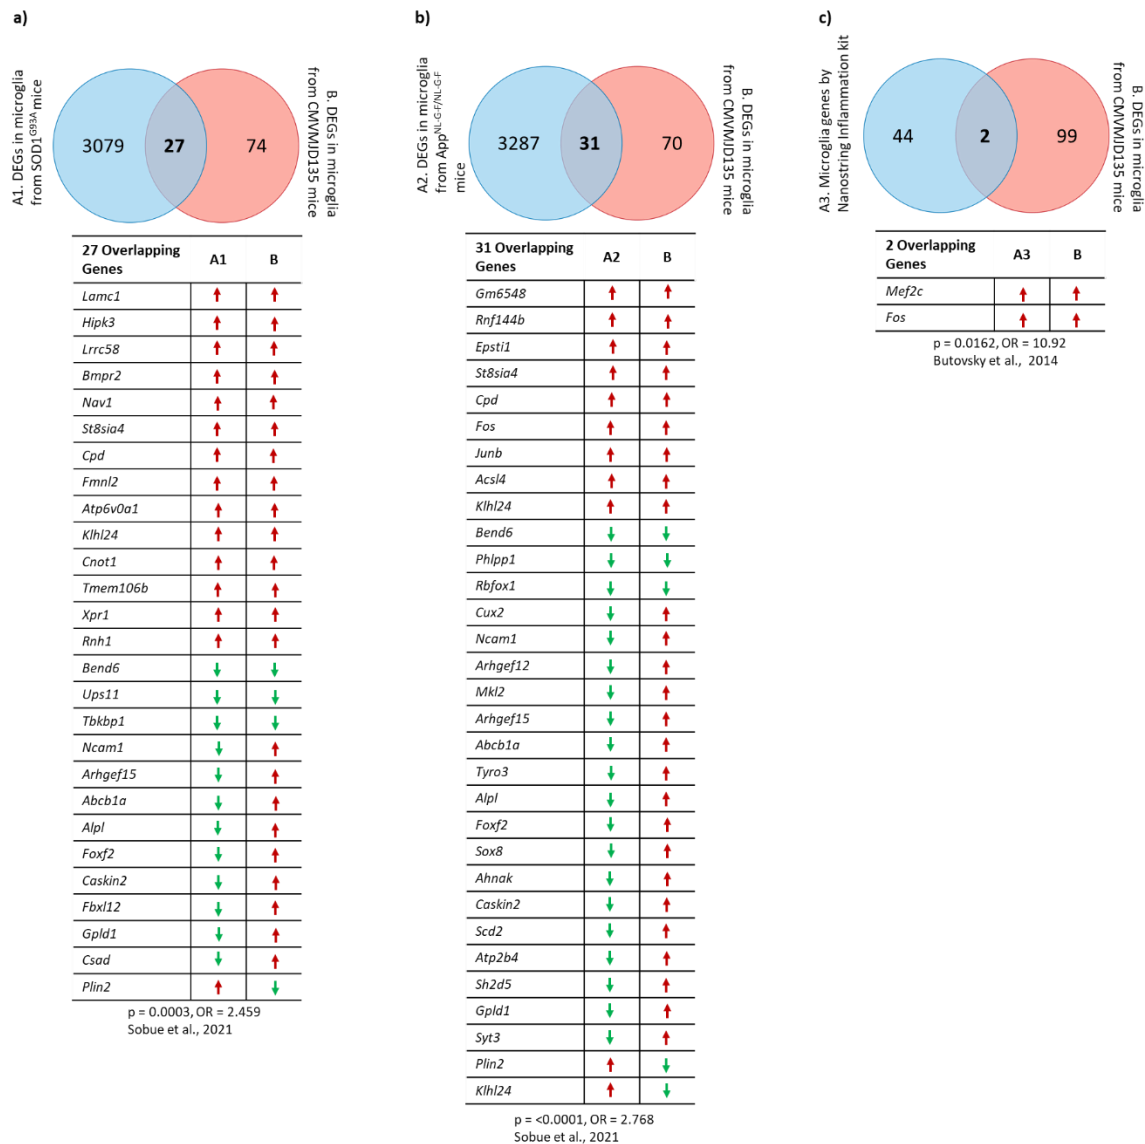 a)
A1. DEGs in microglia
from SOD1G93A mice
3079
27
74
B. DEGs in microglia
from CMVMJD135 mice
27 Overlapping
Genes
A1
B
Lamc1 ↑ ↑
Hipk3 ↑ ↑
Lrrc58 ↑ ↑
Bmpr2 ↑ ↑
Nav1 ↑ ↑
St8sia4 ↑ ↑
Cpd ↑ ↑
Fmnl2 ↑ ↑
Atp6v0a1 ↑ ↑
Klhl24 ↑ ↑
Cnot1 ↑ ↑
Tmem106b ↑ ↑
Xpr1 ↑ ↑
Rnh1 ↑ ↑
Bend6 ↓ ↓
Ups11 ↓ ↓
Tbkbp1 ↓ ↓
Ncam1 ↓ ↑
Arhgef15 ↓ ↑
Abcb1a ↓ ↑
Alpl ↓ ↑
Foxf2 ↓ ↑
Caskin2 ↓ ↑
Fbxl12 ↓ ↑
Gpld1 ↓ ↑
Csad ↓ ↑
Plin2 ↑ ↓
p = 0.0003, OR = 2.459
Sobue et al., 2021
b)
A2. DEGs in microglia
from AppNL-G-F/NL-G-F
mice
3287
31
70
B. DEGs in microglia
from CMVMJD135 mice
31 Overlapping
Genes
A2
B
Gm6548 ↑ ↑
Rnf144b ↑ ↑
Epsti1 ↑ ↑
St8sia4 ↑ ↑
Cpd ↑ ↑
Fos ↑ ↑
Junb ↑ ↑
Acsl4 ↑ ↑
Klhl24 ↑ ↑
Bend6 ↓ ↓
Phlpp1 ↓ ↓
Rbfox1 ↓ ↓
Cux2 ↓ ↑
Ncam1 ↓ ↑
Arhgef12 ↓ ↑
Mkl2 ↓ ↑
Arhgef15 ↓ ↑
Abcb1a ↓ ↑
Tyro3 ↓ ↑
Alpl ↓ ↑
Foxf2 ↓ ↑
Sox8 ↓ ↑
Ahnak ↓ ↑
Caskin2 ↓ ↑
Scd2 ↓ ↑
Atp2b4 ↓ ↑
Sh2d5 ↓ ↑
Gpld1 ↓ ↑
Syt3 ↓ ↑
Plin2 ↑ ↓
Klhl24 ↑ ↓
p = <0.0001, OR = 2.768
Sobue et al., 2021
c)
A3. Microglia genes by
Nanostring Inflammation kit
44
2
99
B. DEGs in microglia
from CMVMJD135 mice
2 Overlapping
Genes
A3
B
Mef2c ↑ ↑
Fos ↑ ↑
p = 0.0162, OR = 10.92
Butovsky et al., 2014